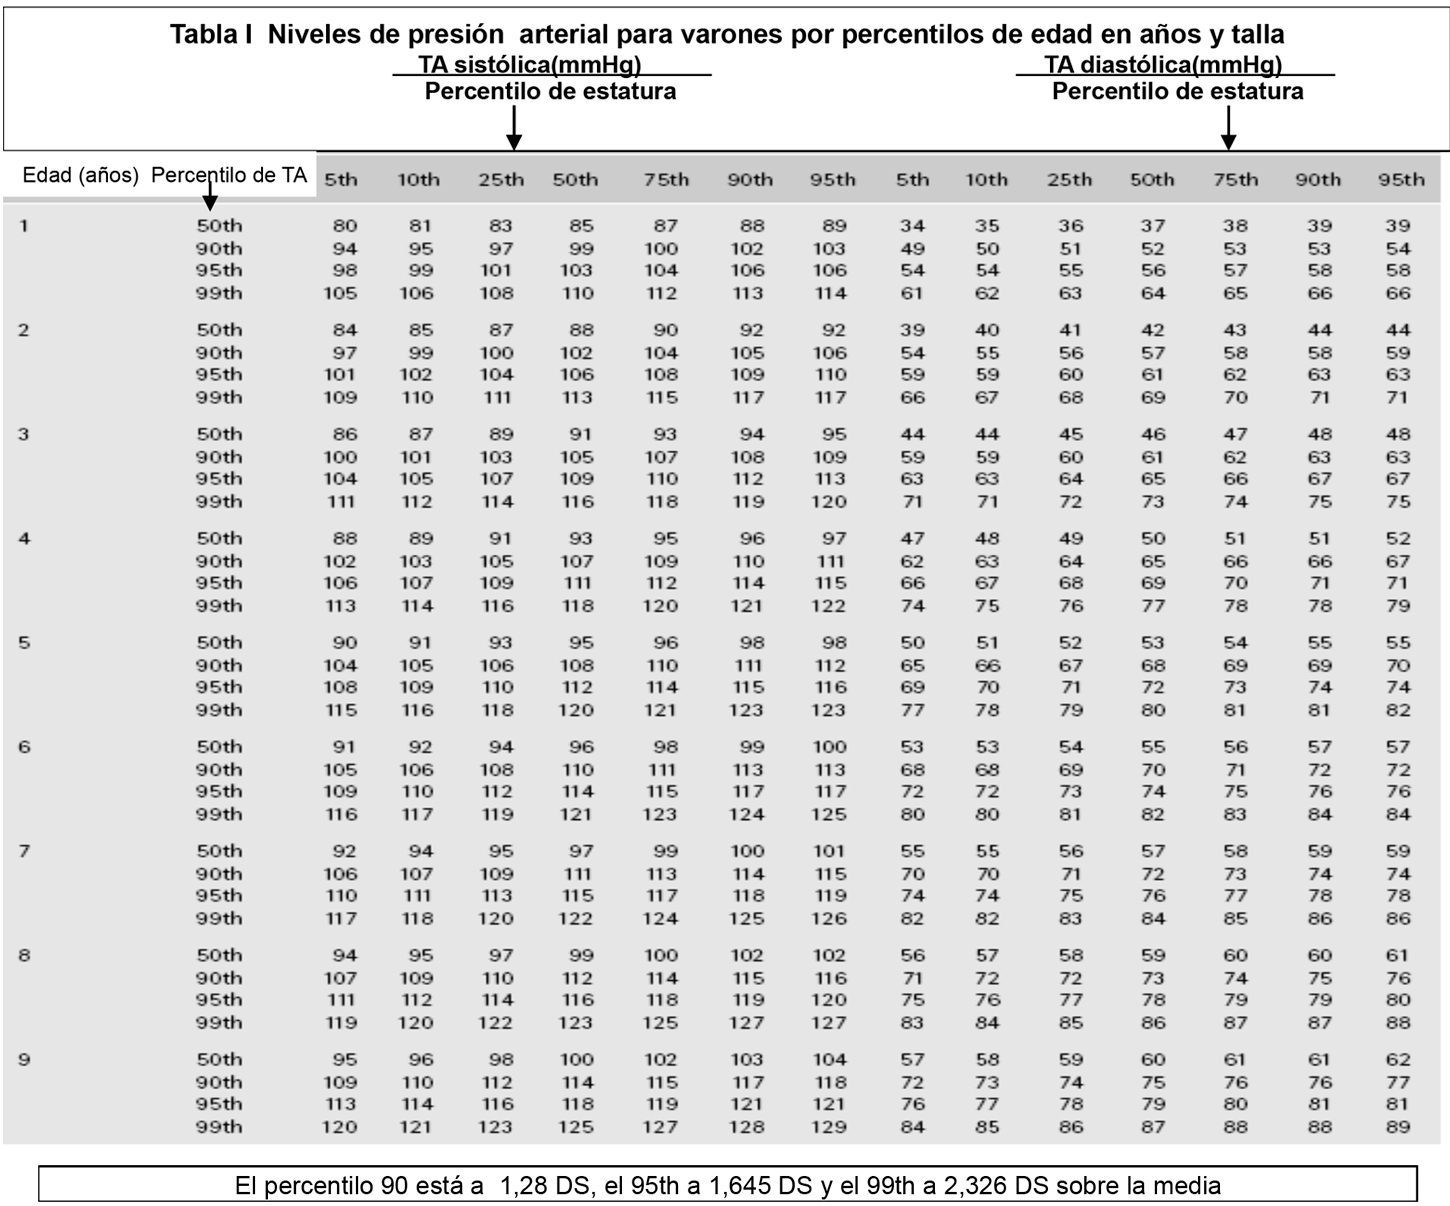 Tabla I Niveles de presión arterial para varones por percentilos de edad en años y talla
TA sistólica(mmHg) TA diastólica(mmHg)
Percentilo de estatura Percentilo de estatura
Edad (años) Percentilo de TA 5th 10th 25th 50th 75th 90th 95th 5th 10th 25th 50th 75th 90th 95th
1 50th 80 81 83 85 87 88 89 34 35 36 37 38 39 39
90th 94 95 97 99 100 102 103 49 50 51 52 53 53 54
95th 98 99 101 103 104 106 106 54 54 55 56 57 58 58
99th 105 106 108 110 112 113 114 61 62 63 64 65 66 66
2 50th 84 85 87 88 90 92 92 39 40 41 42 43 44 44
90th 97 99 100 102 104 105 106 54 55 56 57 58 58 59
95th 101 102 104 106 108 109 110 59 59 60 61 62 63 63
99th 109 110 111 113 115 117 117 66 67 68 69 70 71 71
3 50th 86 87 89 91 93 94 95 44 44 45 46 47 48 48
90th 100 101 103 105 107 108 109 59 59 60 61 62 63 63
95th 104 105 107 109 110 112 113 63 63 64 65 66 67 67
99th 111 112 114 116 118 119 120 71 71 72 73 74 75 75
4 50th 88 89 91 93 95 96 97 47 48 49 50 51 51 52
90th 102 103 105 107 109 110 111 62 63 64 65 66 66 67
95th 106 107 109 111 112 114 115 66 67 68 69 70 71 71
99th 113 114 116 118 120 121 122 74 75 76 77 78 78 79
5 50th 90 91 93 95 96 98 98 50 51 52 53 54 55 55
90th 104 105 106 108 110 111 112 65 66 67 68 69 69 70
95th 108 109 110 112 114 115 116 69 70 71 72 73 74 74
99th 115 116 118 120 121 123 123 77 78 79 80 81 81 82
6 50th 91 92 94 96 98 99 100 53 53 54 55 56 57 57
90th 105 106 108 110 111 113 113 68 68 69 70 71 72 72
95th 109 110 112 114 115 117 117 72 72 73 74 75 76 76
99th 116 117 119 121 123 124 125 80 80 81 82 83 84 84
7 50th 92 94 95 97 99 100 101 55 55 56 57 58 59 59
90th 106 107 109 111 113 114 115 70 70 71 72 73 74 74
95th 110 111 113 115 117 118 119 74 74 75 76 77 78 78
99th 117 118 120 122 124 125 126 82 82 83 84 85 86 86
8 50th 94 95 97 99 100 102 102 56 57 58 59 60 60 61
90th 107 109 110 112 114 115 116 71 72 72 73 74 75 76
95th 111 112 114 116 118 119 120 75 76 77 78 79 79 80
99th 119 120 122 123 125 127 127 83 84 85 86 87 87 88
9 50th 95 96 98 100 102 103 104 57 58 59 60 61 61 62
90th 109 110 112 114 115 117 118 72 73 74 75 76 76 77
95th 113 114 116 118 119 121 121 76 77 78 79 80 81 81
99th 120 121 123 125 127 128 129 84 85 86 87 88 88 89
El percentilo 90 está a 1,28 DS, el 95th a 1,645 DS y el 99th a 2,326 DS sobre la media